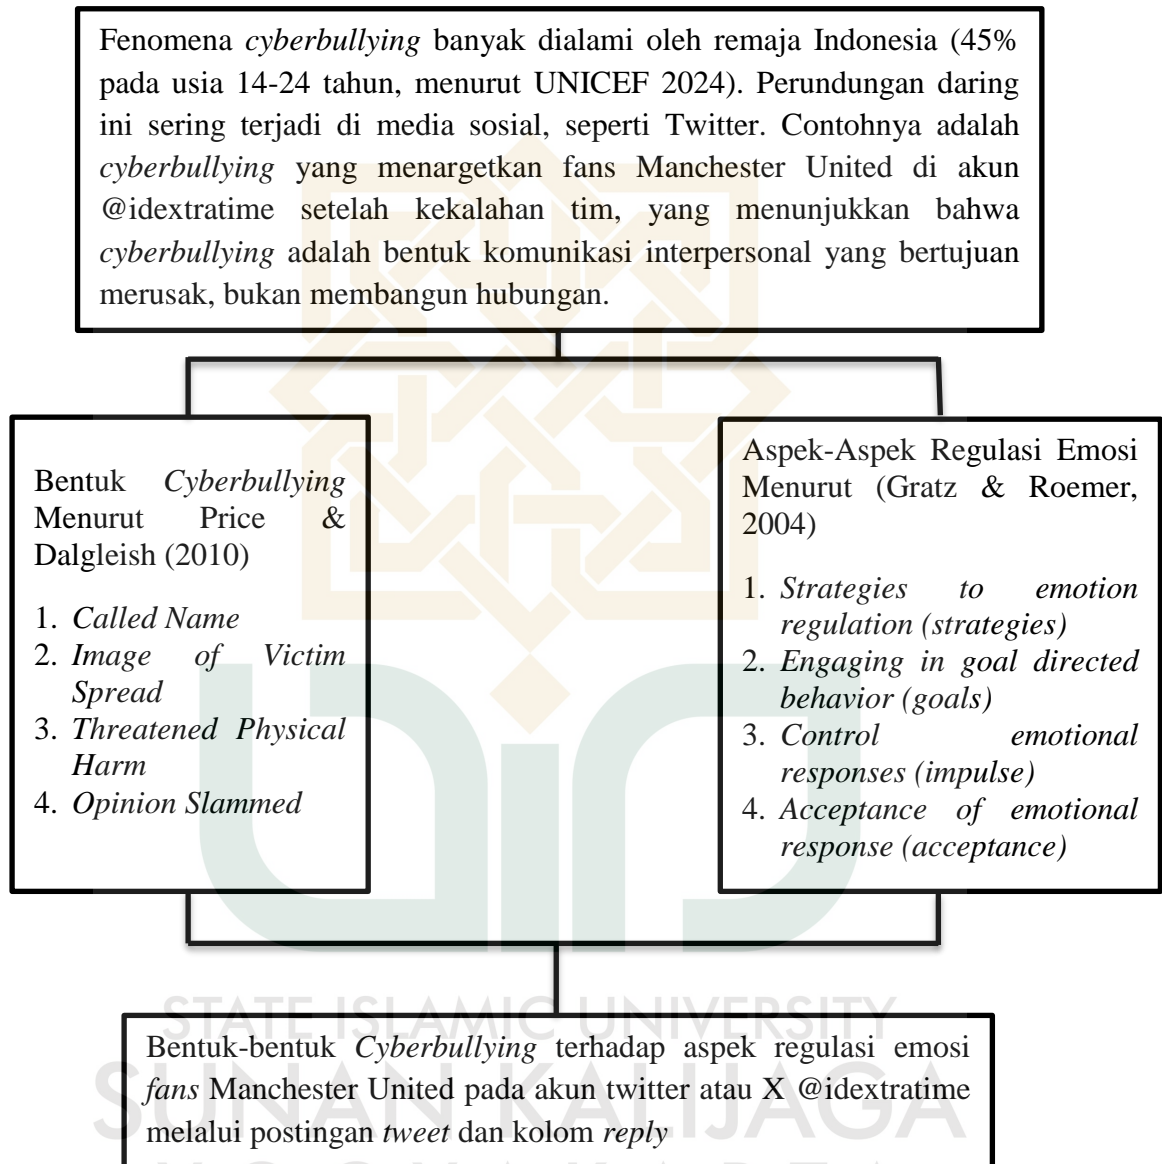 Fenomena cyberbullying banyak dialami oleh remaja Indonesia (45%
pada usia 14-24 tahun, menurut UNICEF 2024). Perundungan daring
ini sering terjadi di media sosial, seperti Twitter. Contohnya adalah
cyberbullying yang menargetkan fans Manchester United di akun
@idextratime setelah kekalahan tim, yang menunjukkan bahwa
cyberbullying adalah bentuk komunikasi interpersonal yang bertujuan
merusak, bukan membangun hubungan.
Bentuk Cyberbullying
Menurut Price &
Dalgleish (2010)
1. Called Name
2. Image of Victim
Spread
3. Threatened Physical
Harm
4. Opinion Slammed
Aspek-Aspek Regulasi Emosi
Menurut (Gratz & Roemer,
2004)
1. Strategies to emotion
regulation (strategies)
2. Engaging in goal directed
behavior (goals)
3. Control emotional
responses (impulse)
4. Acceptance of emotional
response (acceptance)
STATE ISLAMIC UNIVERSITY
SUNAN KALIJAGA
Bentuk-bentuk Cyberbullying terhadap aspek regulasi emosi
fans Manchester United pada akun twitter atau X @idextratime
melalui postingan tweet dan kolom reply